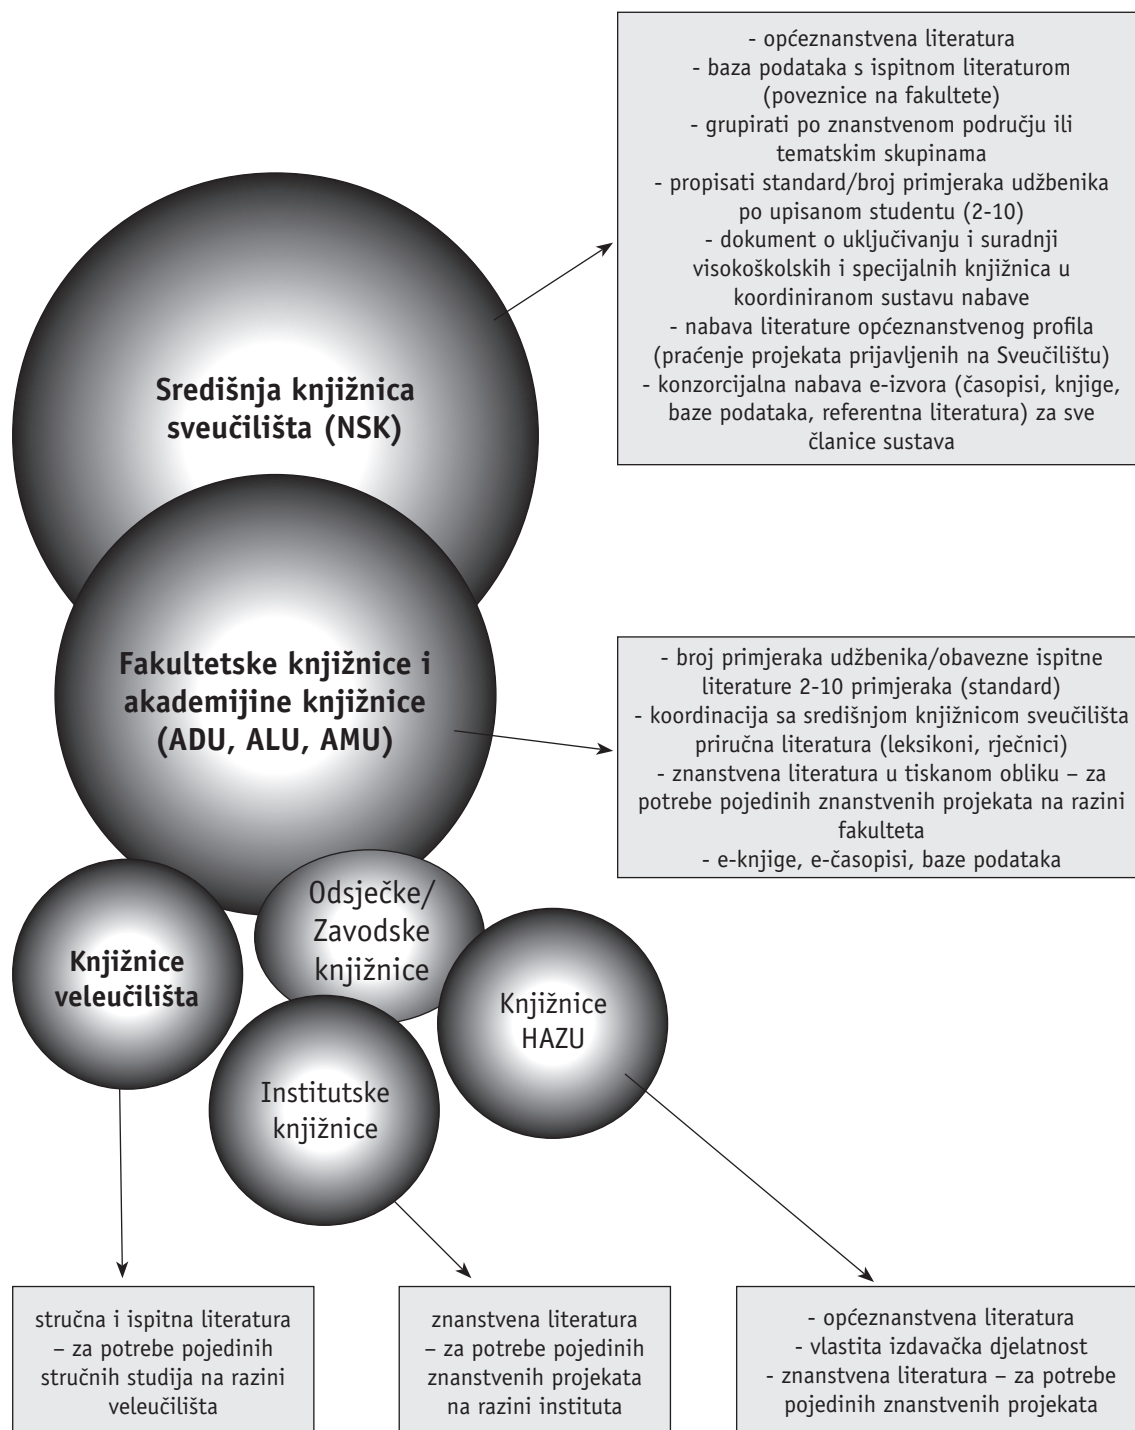 - općeznanstvena literatura
- baza podataka s ispitnom literaturom
(poveznice na fakultete)
- grupirati po znanstvenom području ili
tematskim skupinama
- propisati standard/broj primjeraka udžbenika
po upisanom studentu (2-10)
- dokument o uključivanju i suradnji
visokoškolskih i specijalnih knjižnica u
koordiniranom sustavu nabave
- nabava literature općeznanstvenog profila
(praćenje projekata prijavljenih na Sveučilištu)
- konzorcijalna nabava e-izvora (časopisi, knjige,
baze podataka, referentna literatura) za sve
članice sustava
Središnja knjižnica
sveučilišta (NSK)
Fakultetske knjižnice i
akademijine knjižnice
(ADU, ALU, AMU)
- broj primjeraka udžbenika/obavezne ispitne
literature 2-10 primjeraka (standard)
- koordinacija sa središnjom knjižnicom sveučilišta
priručna literatura (leksikoni, rječnici)
- znanstvena literatura u tiskanom obliku – za
potrebe pojedinih znanstvenih projekata na razini
fakulteta
- e-knjige, e-časopisi, baze podataka
Odsječke/
Zavodske
knjižnice
Knjižnice
veleučilišta
Knjižnice
HAZU
Institutske
knjižnice
stručna i ispitna literatura
– za potrebe pojedinih
stručnih studija na razini
veleučilišta
znanstvena literatura
– za potrebe pojedinih
znanstvenih projekata
na razini instituta
- općeznanstvena literatura
- vlastita izdavačka djelatnost
- znanstvena literatura – za potrebe
pojedinih znanstvenih projekata